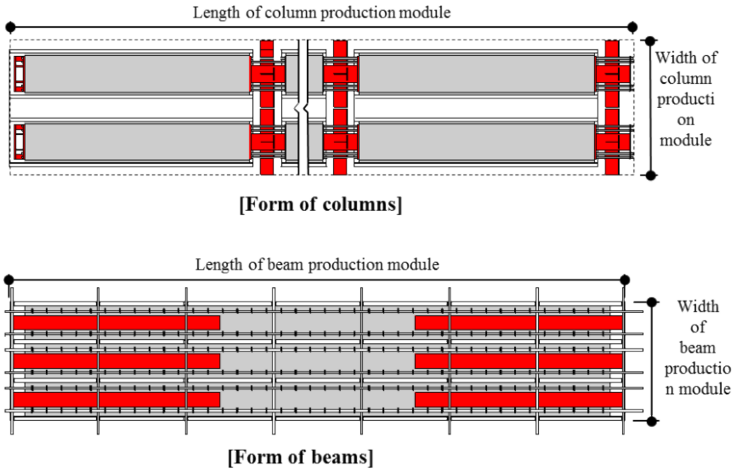 Length of column production module
Width of
column
producti
on
module
[Form of columns]
Length of beam production module
Width
of
beam
productio
n module
[Form of beams]